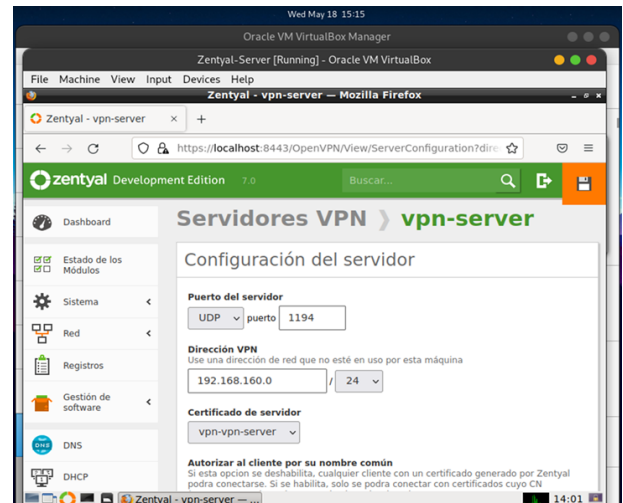 Wed May 18 15:15
Oracle VM VirtualBox Manager
Zentyal-Server [Running] - Oracle VM VirtualBox
File Machine View Input Devices Help
Zentyal - vpn-server — Mozilla Firefox
Zentyal - vpn-server × +
https://localhost:8443/OpenVPN/View/ServerConfiguration?dire
zentyal Development Edition 7.0 Buscar...
Servidores VPN ❯ vpn-server
Dashboard
Estado de los
Módulos
Sistema
Red
Registros
Gestión de
software
DNS
DHCP
Configuración del servidor
Puerto del servidor
UDP puerto 1194
Dirección VPN
Use una dirección de red que no esté en uso por esta máquina
192.168.160.0 / 24
Certificado de servidor
vpn-vpn-server
Autorizar al cliente por su nombre común
Si esta opcion se deshabilita, cualquier cliente con un certificado generado por Zentyal
podra conectarse. Si se habilita, solo se podra conectar con certificados cuyo CN
Zentyal - vpn-server — ... 14:01